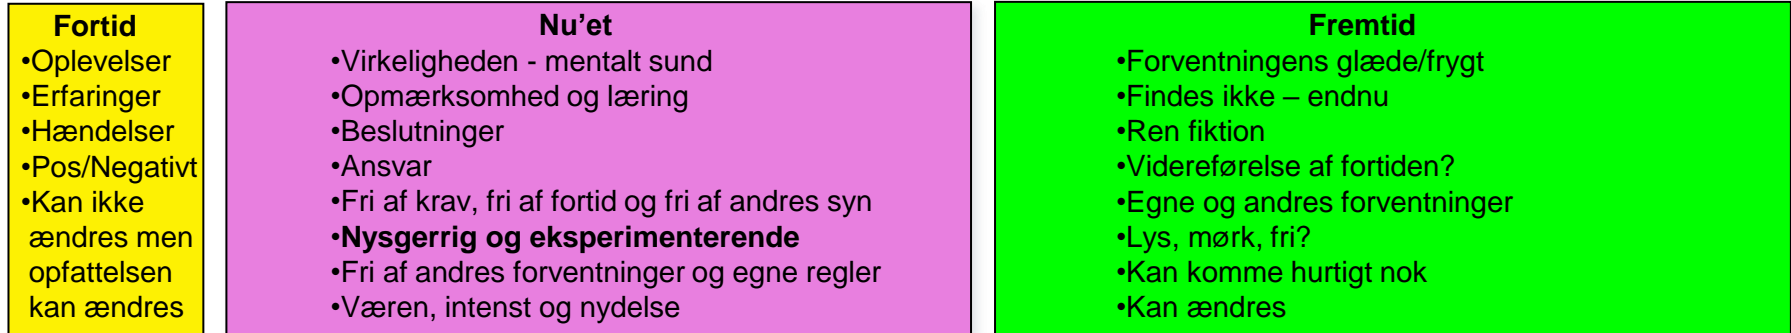 Fortid
•Oplevelser
•Erfaringer
•Hændelser
•Pos/Negativt
•Kan ikke
ændres men
opfattelsen
kan ændres
Nu’et
•Virkeligheden - mentalt sund
•Opmærksomhed og læring
•Beslutninger
•Ansvar
•Fri af krav, fri af fortid og fri af andres syn
•Nysgerrig og eksperimenterende
•Fri af andres forventninger og egne regler
•Væren, intenst og nydelse
Fremtid
•Forventningens glæde/frygt
•Findes ikke – endnu
•Ren fiktion
•Videreførelse af fortiden?
•Egne og andres forventninger
•Lys, mørk, fri?
•Kan komme hurtigt nok
•Kan ændres